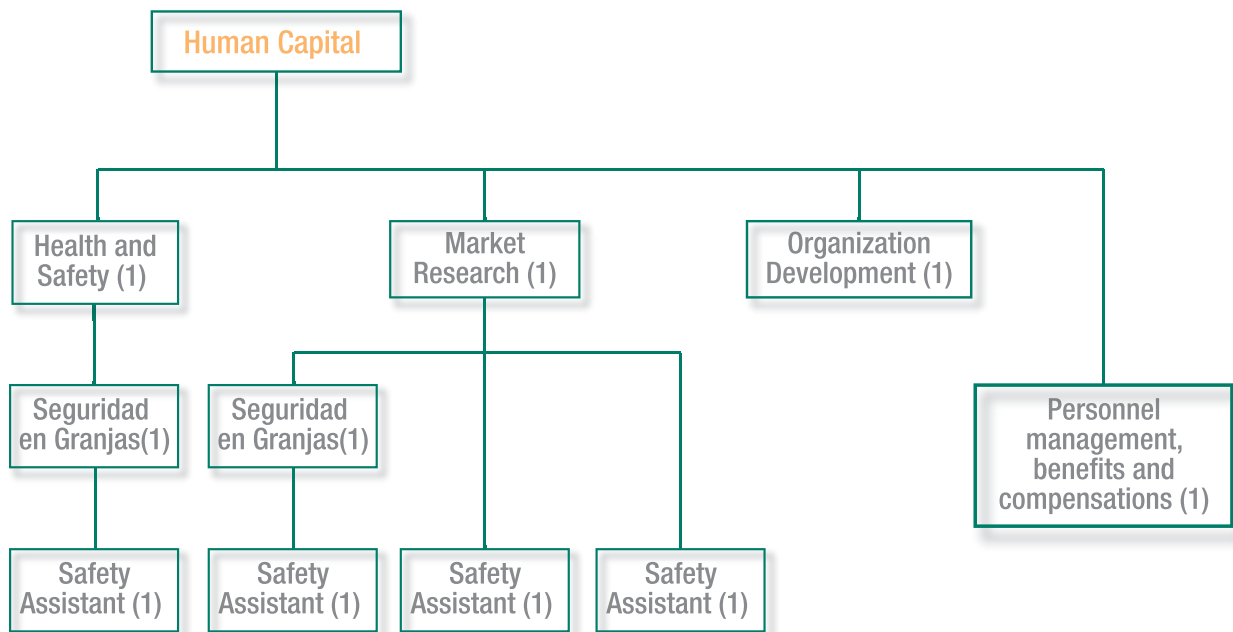 Human Capital
Health and
Safety (1)
Market
Research (1)
Organization
Development (1)
Seguridad
en Granjas(1)
Seguridad
en Granjas(1)
Personnel
management,
benefits and
compensations (1)
Safety
Assistant (1)
Safety
Assistant (1)
Safety
Assistant (1)
Safety
Assistant (1)